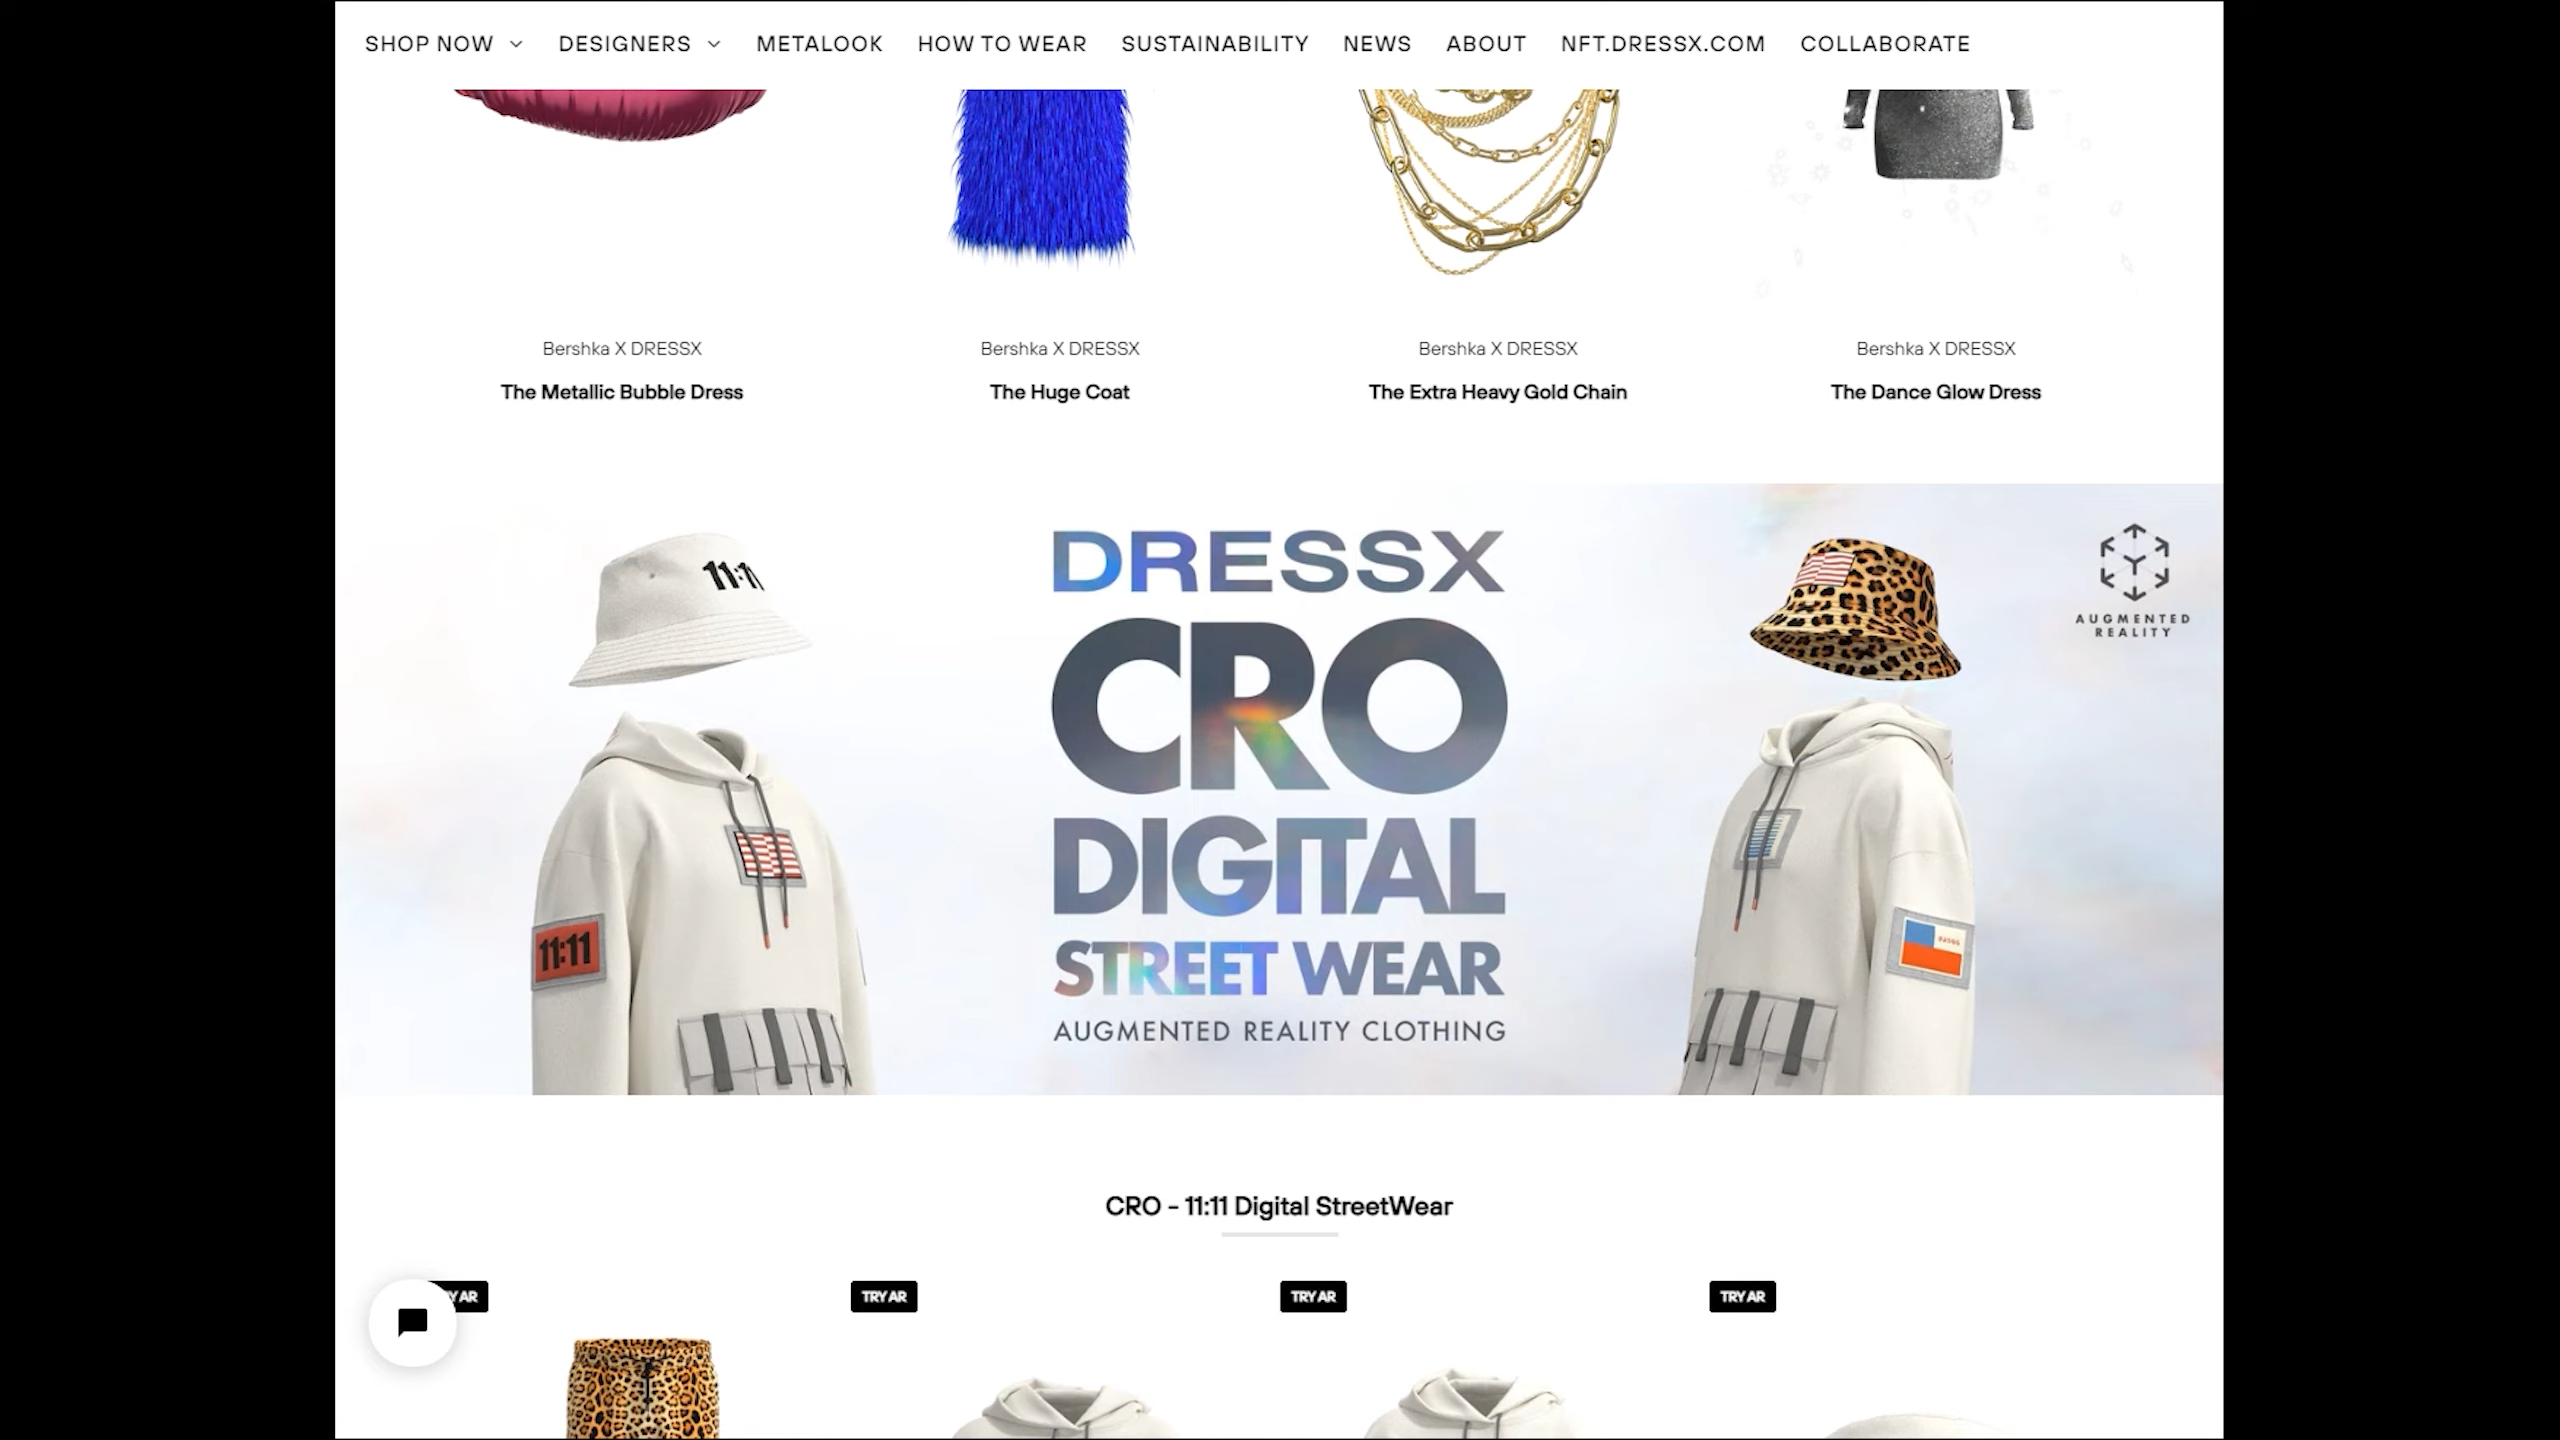 SHOP NOW DESIGNERS METALOOK HOW TO WEAR SUSTAINABILITY NEWS ABOUT NFT.DRESSX.COM COLLABORATE
Bershka X DRESSX Bershka X DRESSX Bershka X DRESSX Bershka X DRESSX
The Metallic Bubble Dress The Huge Coat The Extra Heavy Gold Chain The Dance Glow Dress
11:11
DRESSX
CRO
DIGITAL
STREET WEAR
AUGMENTED REALITY CLOTHING
AUGMENTED
REALITY
11:11
CRO - 11:11 Digital StreetWear
AR TRY AR TRY AR TRY AR